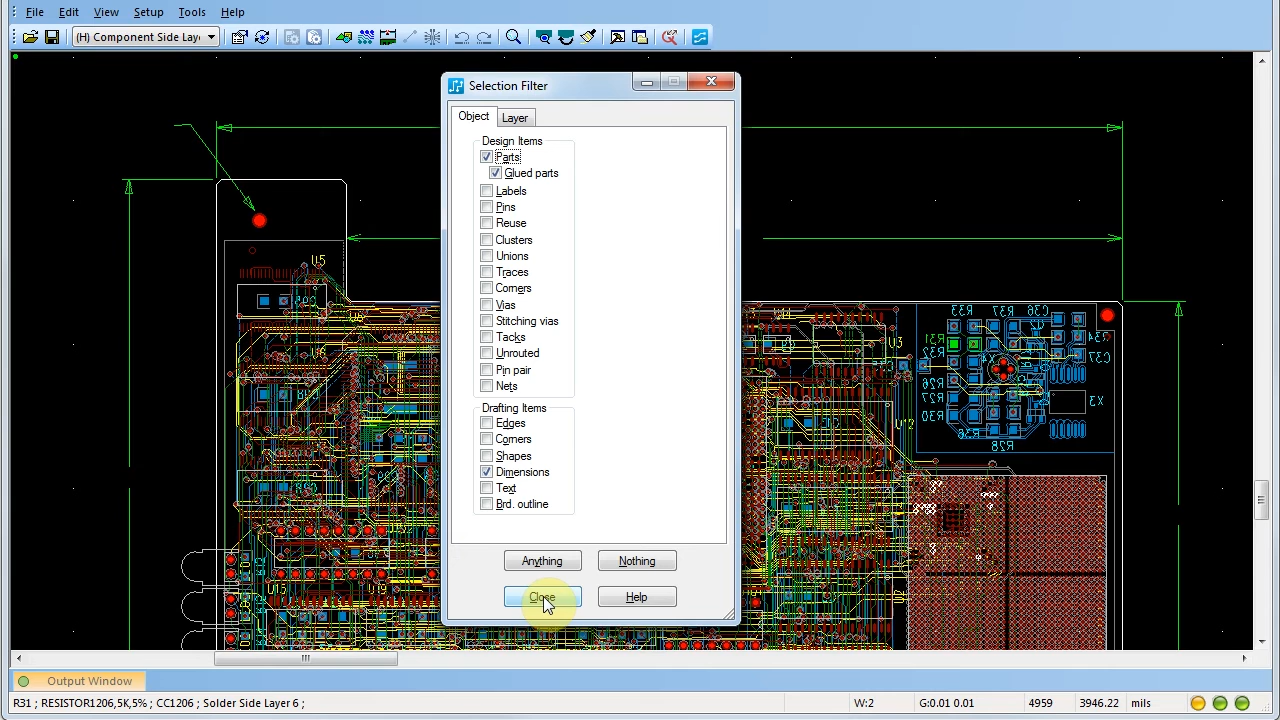 File Edit View Setup Tools Help
(H) Component Side Lay
Selection Filter
Object Layer
Design Items
Parts
Glued parts
Labels
Pins
Reuse
Clusters
Unions
Traces
Corners
Vias
Stitching vias
Tacks
Unrouted
Pin pair
Nets
Drafting Items
Edges
Corners
Shapes
Dimensions
Text
Brd. outline
Anything Nothing
Close Help
U5
U3
R33 R37 C36
R31
R32
R34
C37
R26
R27
R30
X3
R36
R28
Output Window
R31 ; RESISTOR1206,5K,5% ; CC1206 ; Solder Side Layer 6 ; W:2 G:0.01 0.01 4959 3946.22 mils